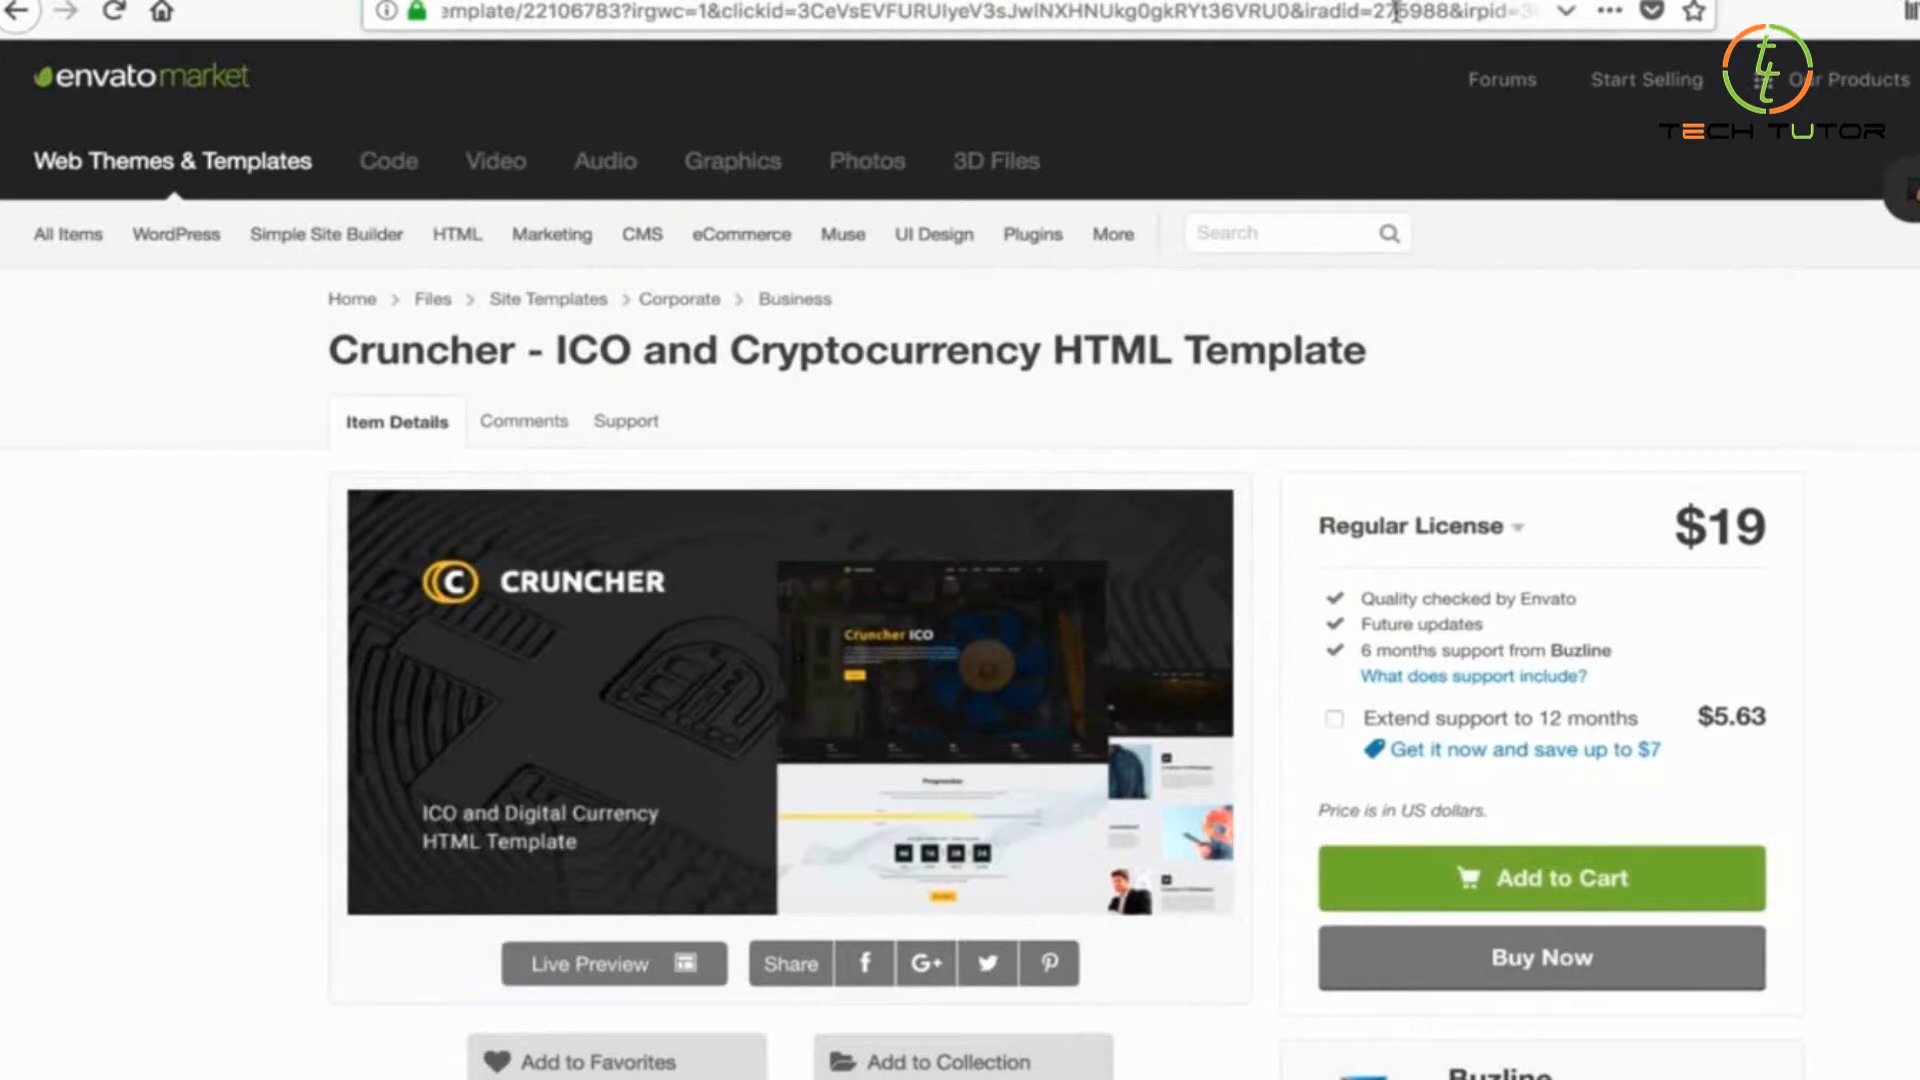 emplate/22106783?irgwc=1&clickid=3CeVsEVFURUIyeV3sJwINXHNUkg0gkRYt36VRU0&iradid=275988&irpid=3
envatomarket
Forums
Start Selling
Our Products
TECH TUTOR
Web Themes & Templates
Code
Video
Audio
Graphics
Photos
3D Files
All Items
WordPress
Simple Site Builder
HTML
Marketing
CMS
eCommerce
Muse
UI Design
Plugins
More
Search
Home > Files > Site Templates > Corporate > Business
Cruncher - ICO and Cryptocurrency HTML Template
Item Details
Comments
Support
CRUNCHER
Cruncher ICO
ICO and Digital Currency
HTML Template
Live Preview
Share
G+
Add to Favorites
Add to Collection
Regular License
$19
Quality checked by Envato
Future updates
6 months support from Buzline
What does support include?
Extend support to 12 months
$5.63
Get it now and save up to $7
Price is in US dollars.
Add to Cart
Buy Now
Buzline